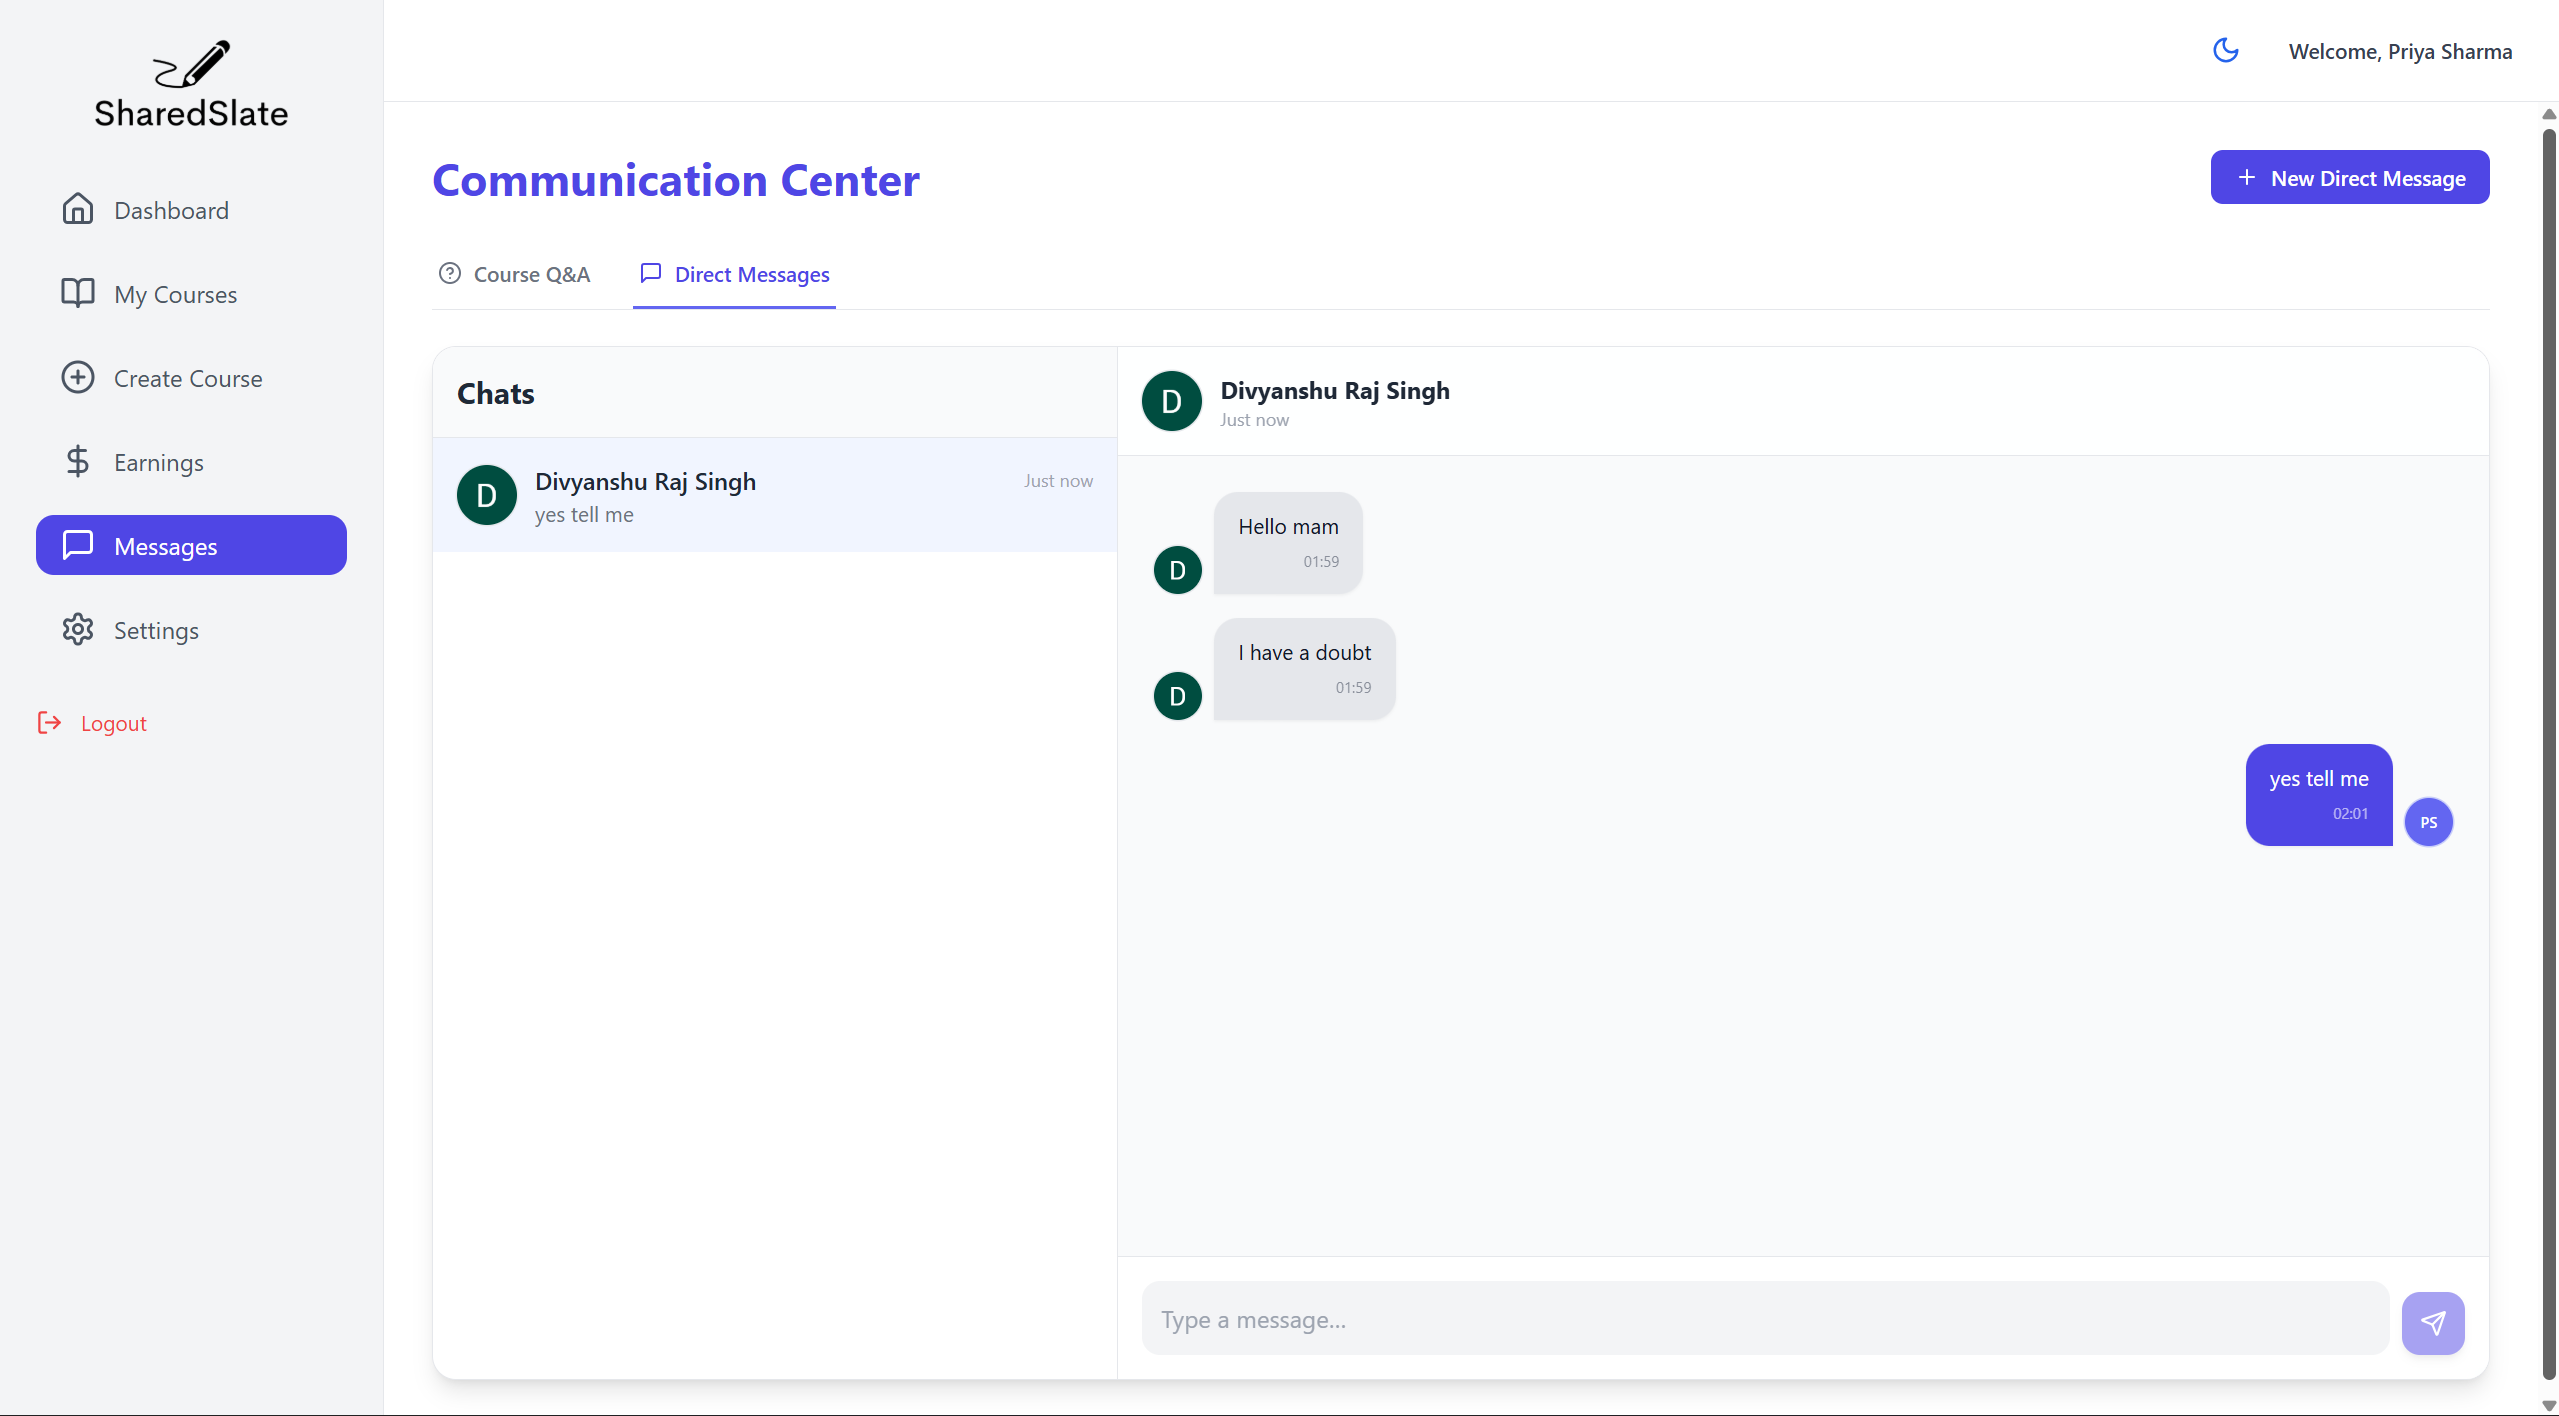 SharedSlate
Dashboard
My Courses
Create Course
Earnings
Messages
Settings
Logout
Welcome, Priya Sharma
Communication Center
New Direct Message
Course Q&A
Direct Messages
Chats
D
Divyanshu Raj Singh
Just now
yes tell me
D
Divyanshu Raj Singh
Just now
Hello mam
01:59
D
I have a doubt
01:59
D
yes tell me
02:01
PS
Type a message...